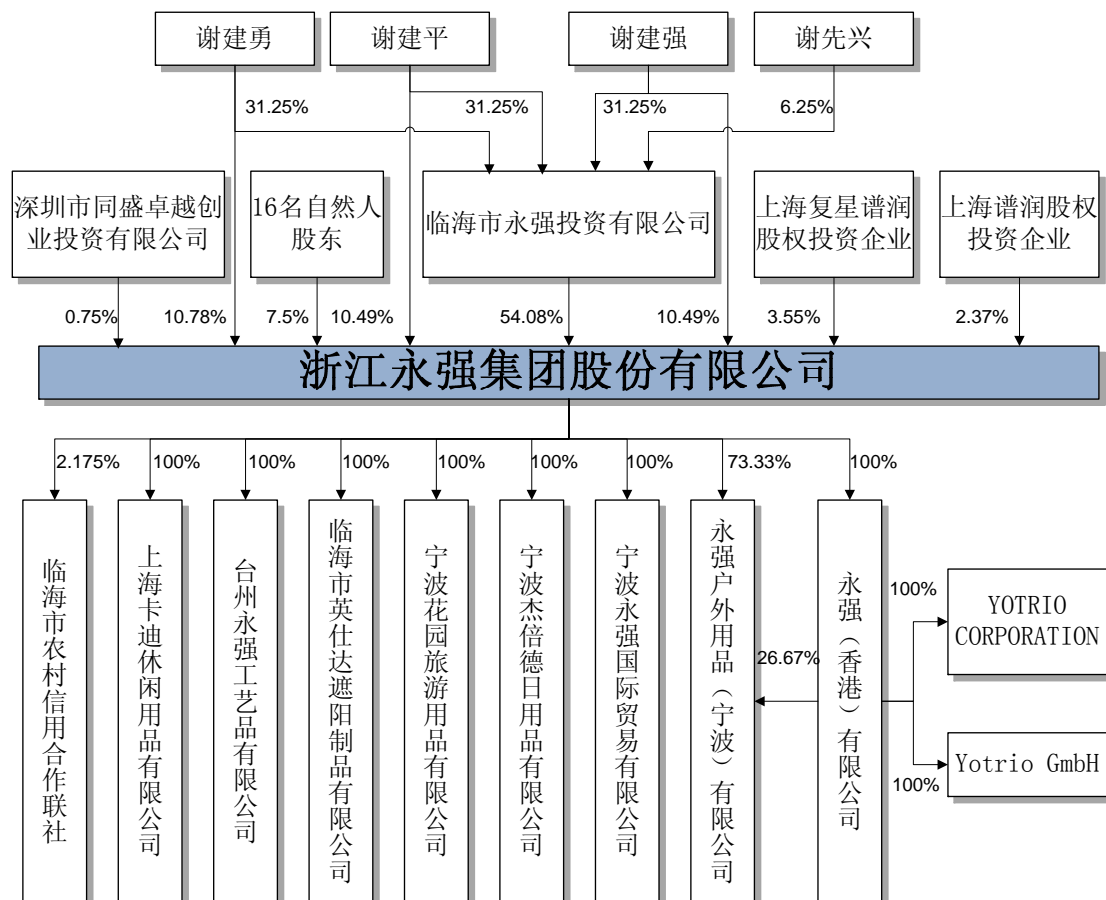 谢建勇
谢建平
谢建强
谢先兴
31.25%
31.25%
31.25%
6.25%
深圳市同盛卓越创
业投资有限公司
16名自然人
股东
临海市永强投资有限公司
上海复星谱润
股权投资企业
上海谱润股权
投资企业
0.75%
10.78%
7.5%
10.49%
54.08%
10.49%
3.55%
2.37%
浙江永强集团股份有限公司
2.175%
100%
100%
100%
100%
100%
100%
73.33%
100%
临海市农村信用合作联社
上海卡迪休闲用品有限公司
台州永强工艺品有限公司
临海市英仕达遮阳制品有限公司
宁波花园旅游用品有限公司
宁波杰倍德日用品有限公司
宁波永强国际贸易有限公司
永强户外用品（宁波）有限公司
26.67%
永强（香港）有限公司
100%
YOTRIO
CORPORATION
Yotrio GmbH
100%